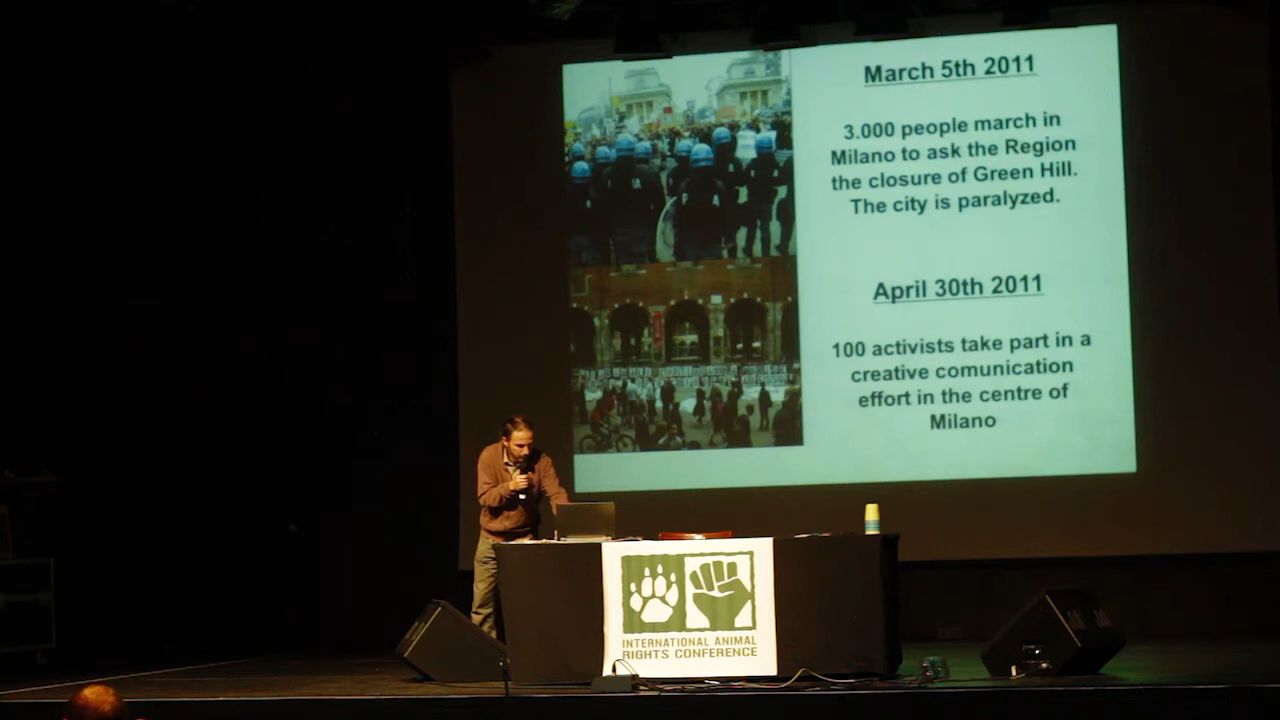 March 5th 2011
3.000 people march in
Milano to ask the Region
the closure of Green Hill.
The city is paralyzed.
April 30th 2011
100 activists take part in a
creative comunication
effort in the centre of
Milano
INTERNATIONAL ANIMAL
RIGHTS CONFERENCE